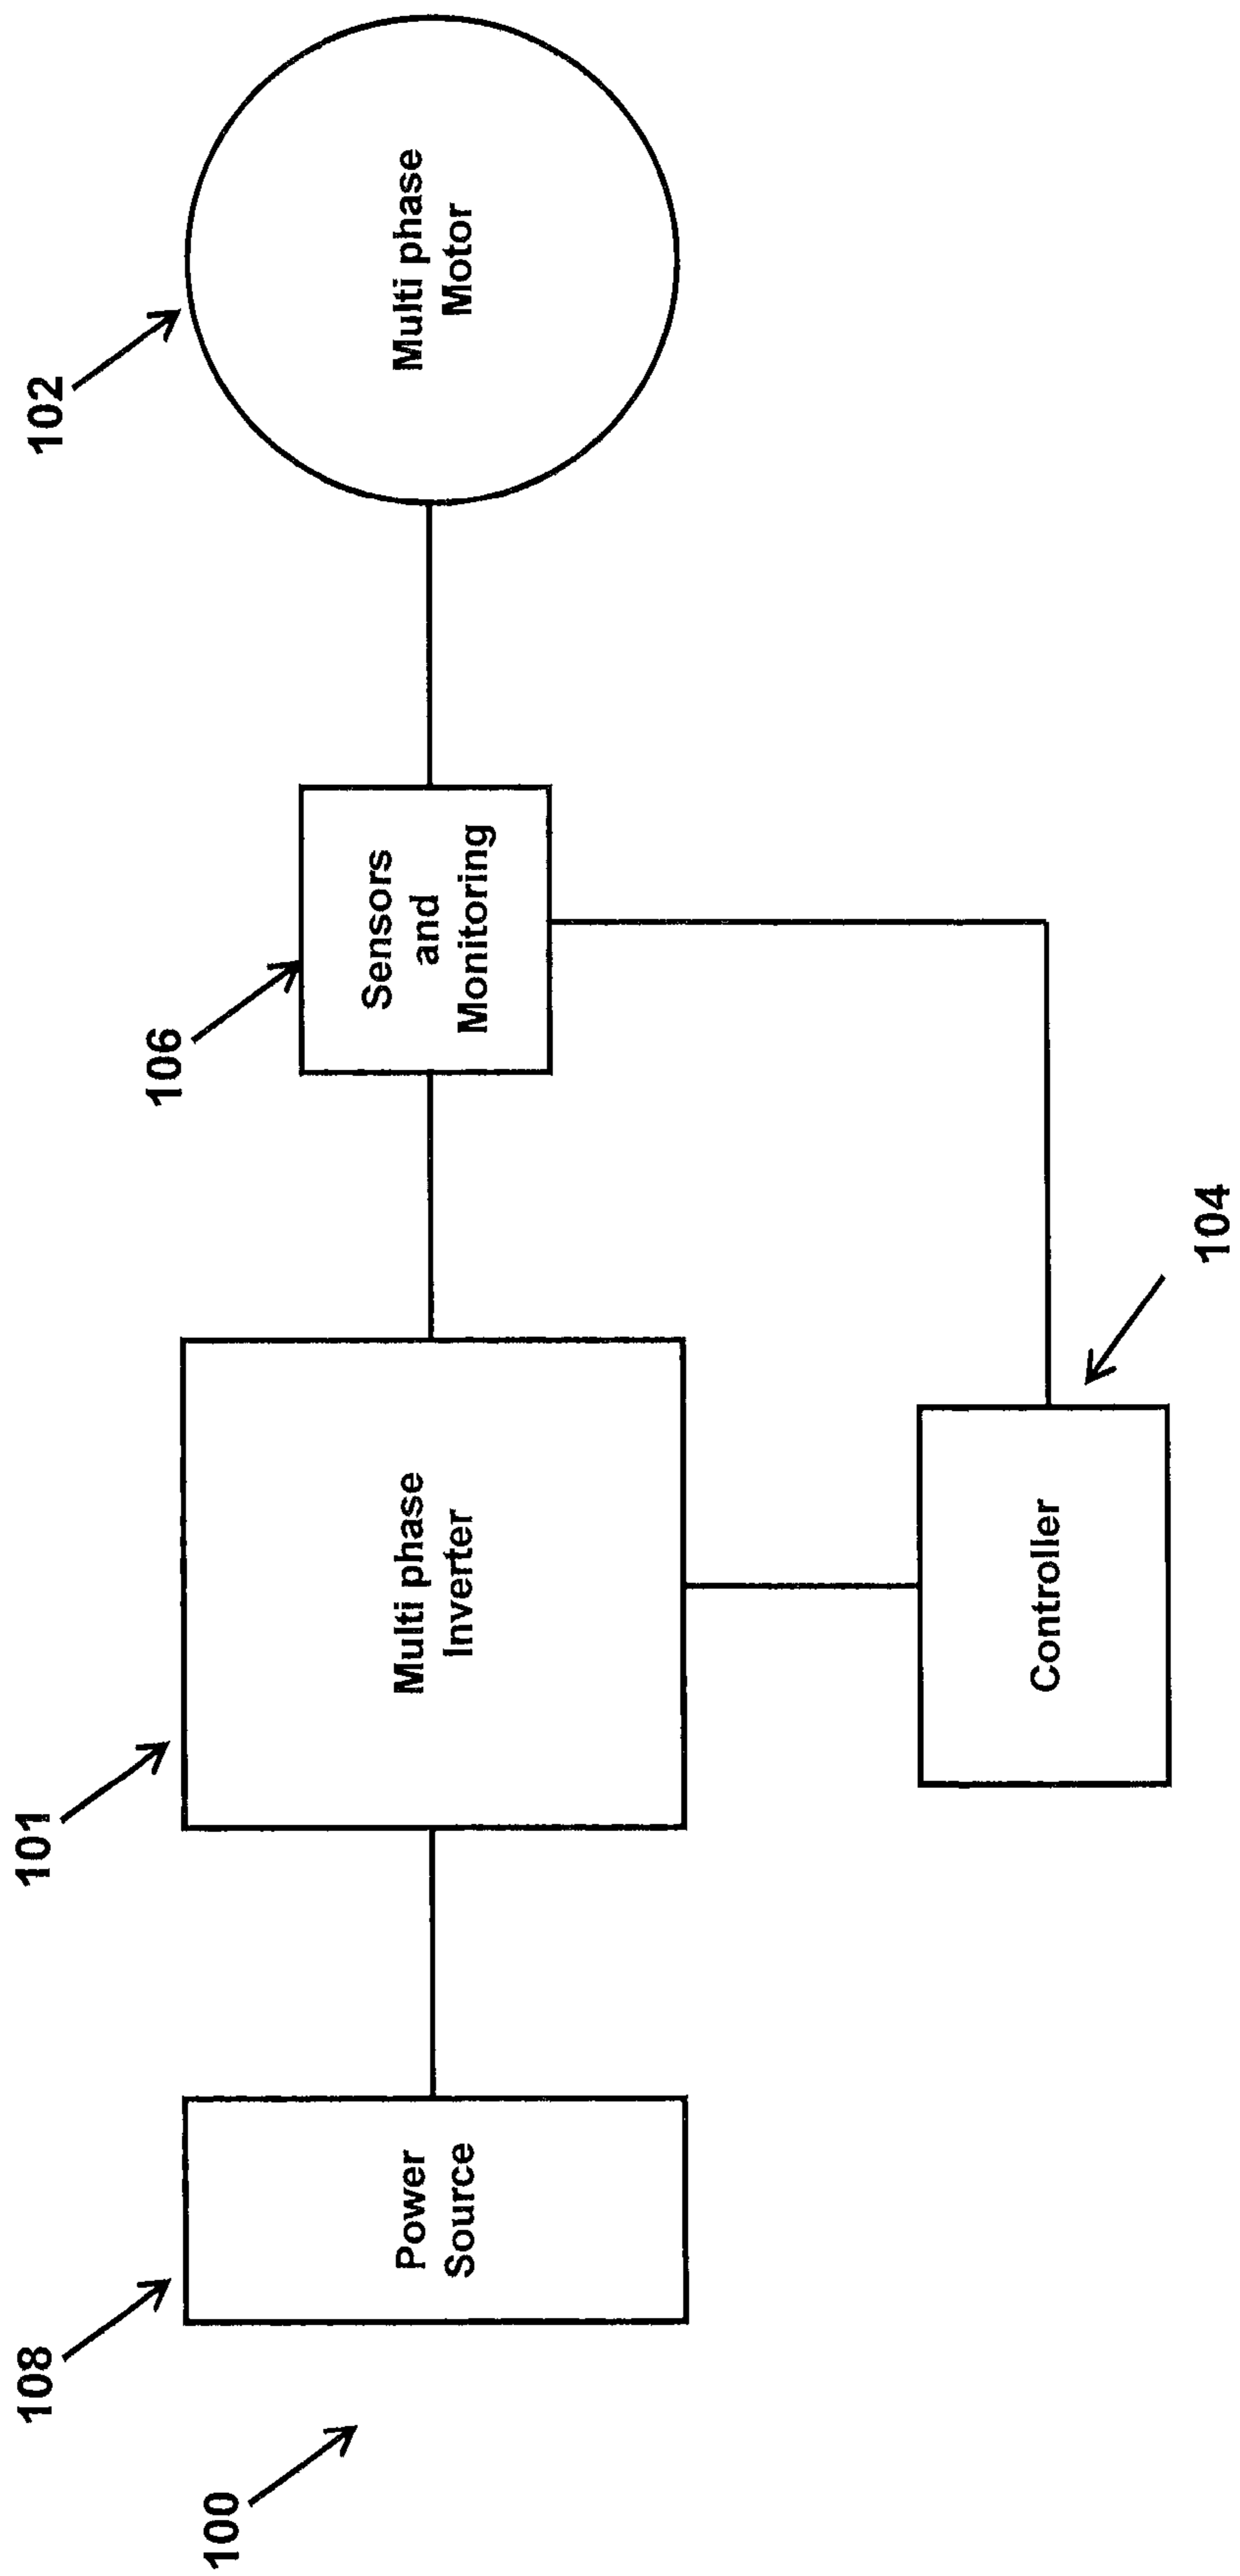 100
108
Power
Source
101
Multi phase
Inverter
Controller
104
106
Sensors
and
Monitoring
102
Multi phase
Motor